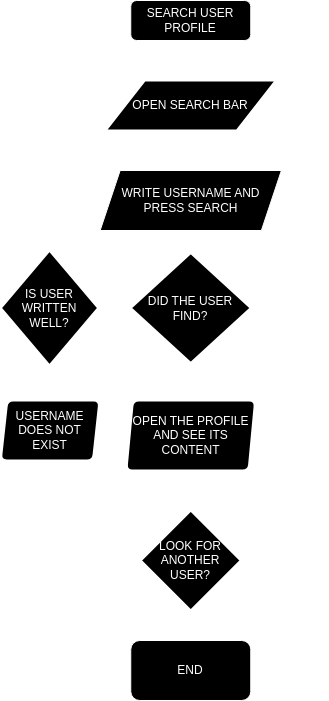 SEARCH USER
PROFILE
OPEN SEARCH BAR
WRITE USERNAME AND
PRESS SEARCH
IS USER
WRITTEN
WELL?
DID THE USER
FIND?
USERNAME
DOES NOT
EXIST
OPEN THE PROFILE
AND SEE ITS
CONTENT
LOOK FOR
ANOTHER
USER?
END